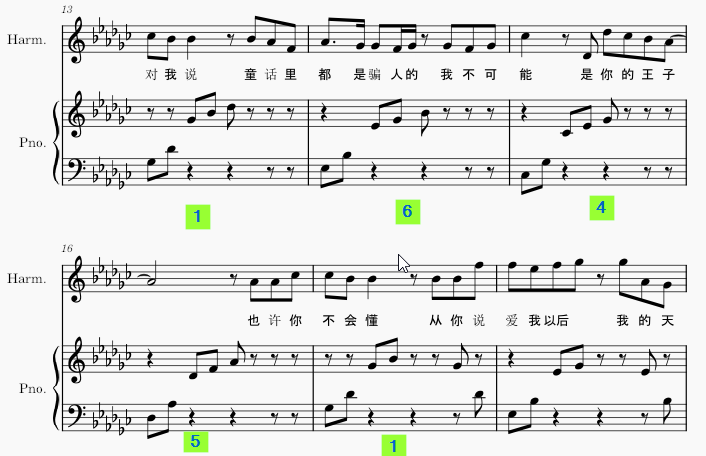 13
Harm.
对 我 说 童 话 里 都 是 骗 人 的 我 不 可 能 是 你 的 王 子
Pno.
1 6 4
16
Harm.
也 许 你 不 会 懂 从 你 说 爱 我 以 后 我 的 天
Pno.
5 1